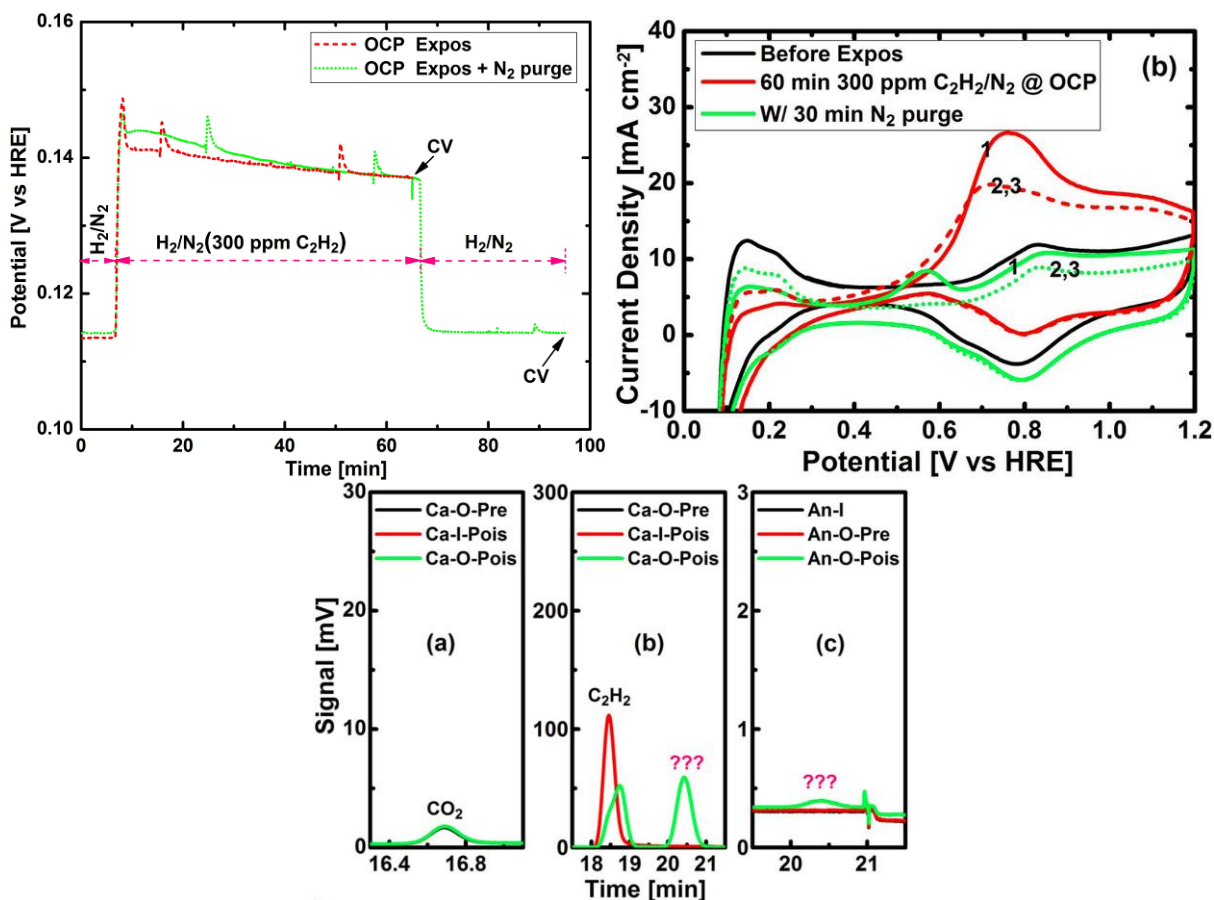 0.16
0.14
0.12
0.10
Potential [V vs HRE]
OCP Expos
OCP Expos + N₂ purge
CV
H₂/N₂
H₂/N₂(300 ppm C₂H₂)
H₂/N₂
CV
0 20 40 60 80 100
Time [min]
40
30
20
10
0
-10
Current Density [mA cm⁻²]
Before Expos
60 min 300 ppm C₂H₂/N₂ @ OCP
W/ 30 min N₂ purge
(b)
1
2,3
1
2,3
0.0 0.2 0.4 0.6 0.8 1.0 1.2
Potential [V vs HRE]
Signal [mV]
30
20
10
0
Ca-O-Pre
Ca-I-Pois
Ca-O-Pois
(a)
CO₂
16.4 16.8
300
200
100
0
Ca-O-Pre
Ca-I-Pois
Ca-O-Pois
(b)
C₂H₂
???
18 19 20 21
3
2
1
0
An-I
An-O-Pre
An-O-Pois
(c)
???
20 21
Time [min]